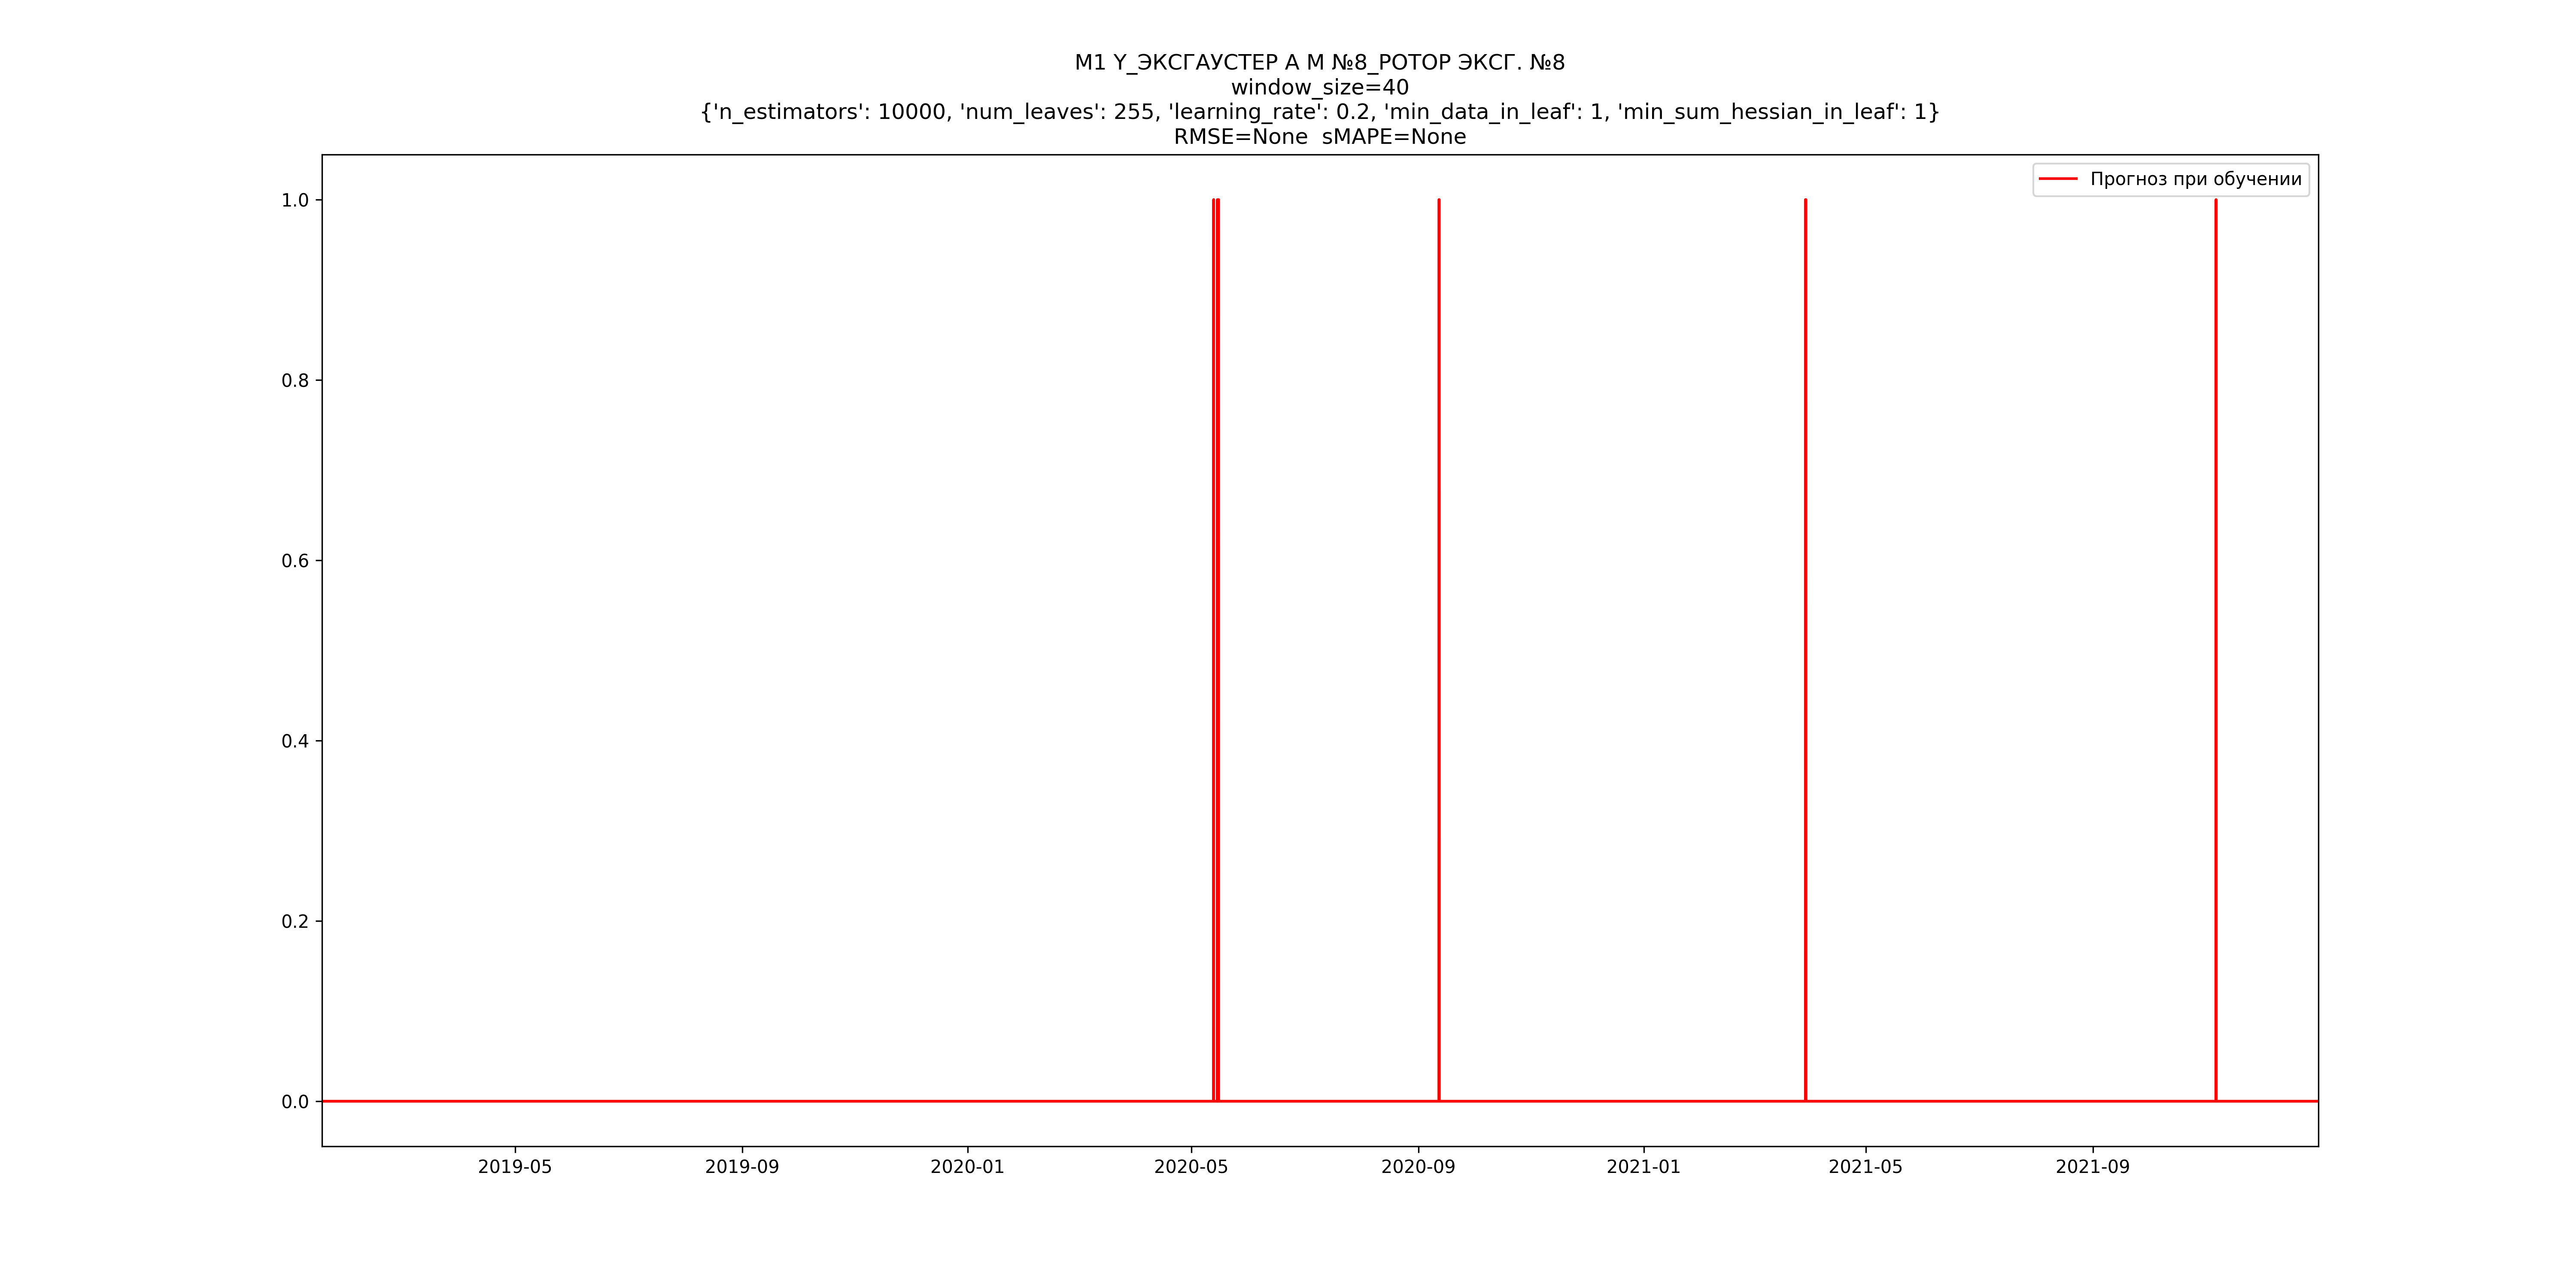 M1 Y_ЭКСГАУСТЕР А М №8_РОТОР ЭКСГ. №8
window_size=40
{'n_estimators': 10000, 'num_leaves': 255, 'learning_rate': 0.2, 'min_data_in_leaf': 1, 'min_sum_hessian_in_leaf': 1}
RMSE=None  sMAPE=None
Прогноз при обучении
1.0
0.8
0.6
0.4
0.2
0.0
2019-05 2019-09 2020-01 2020-05 2020-09 2021-01 2021-05 2021-09